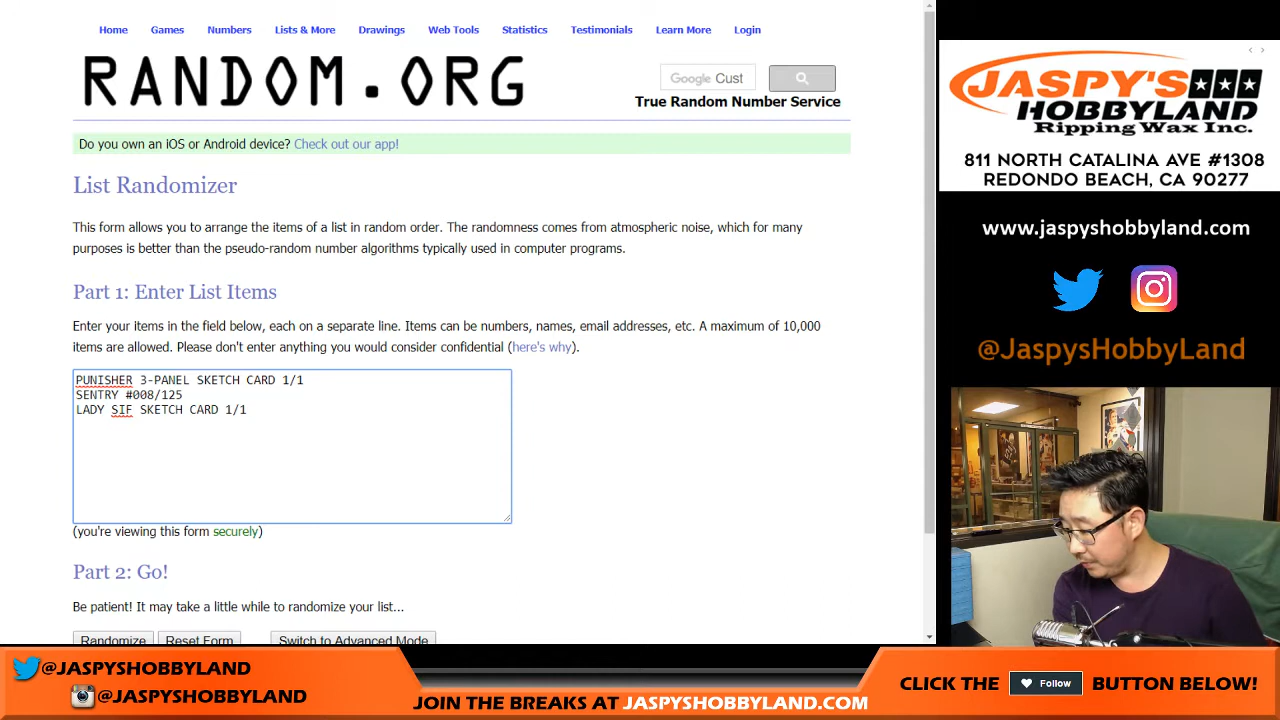 Home Games Numbers Lists & More Drawings Web Tools Statistics Testimonials Learn More Login
RANDOM.ORG
Google Cust
True Random Number Service
Do you own an iOS or Android device? Check out our app!
List Randomizer
This form allows you to arrange the items of a list in random order. The randomness comes from atmospheric noise, which for many
purposes is better than the pseudo-random number algorithms typically used in computer programs.
Part 1: Enter List Items
Enter your items in the field below, each on a separate line. Items can be numbers, names, email addresses, etc. A maximum of 10,000
items are allowed. Please don't enter anything you would consider confidential (here's why).
PUNISHER 3-PANEL SKETCH CARD 1/1
SENTRY #008/125
LADY SIF SKETCH CARD 1/1
(you're viewing this form securely)
Part 2: Go!
Be patient! It may take a little while to randomize your list...
Randomize Reset Form Switch to Advanced Mode
JASPY'S
HOBBYLAND
Ripping Wax Inc.
811 NORTH CATALINA AVE #1308
REDONDO BEACH, CA 90277
www.jaspyshobbyland.com
@JaspysHobbyLand
@JASPYSHOBBYLAND
@JASPYSHOBBYLAND
JOIN THE BREAKS AT JASPYSHOBBYLAND.COM
CLICK THE Follow BUTTON BELOW!